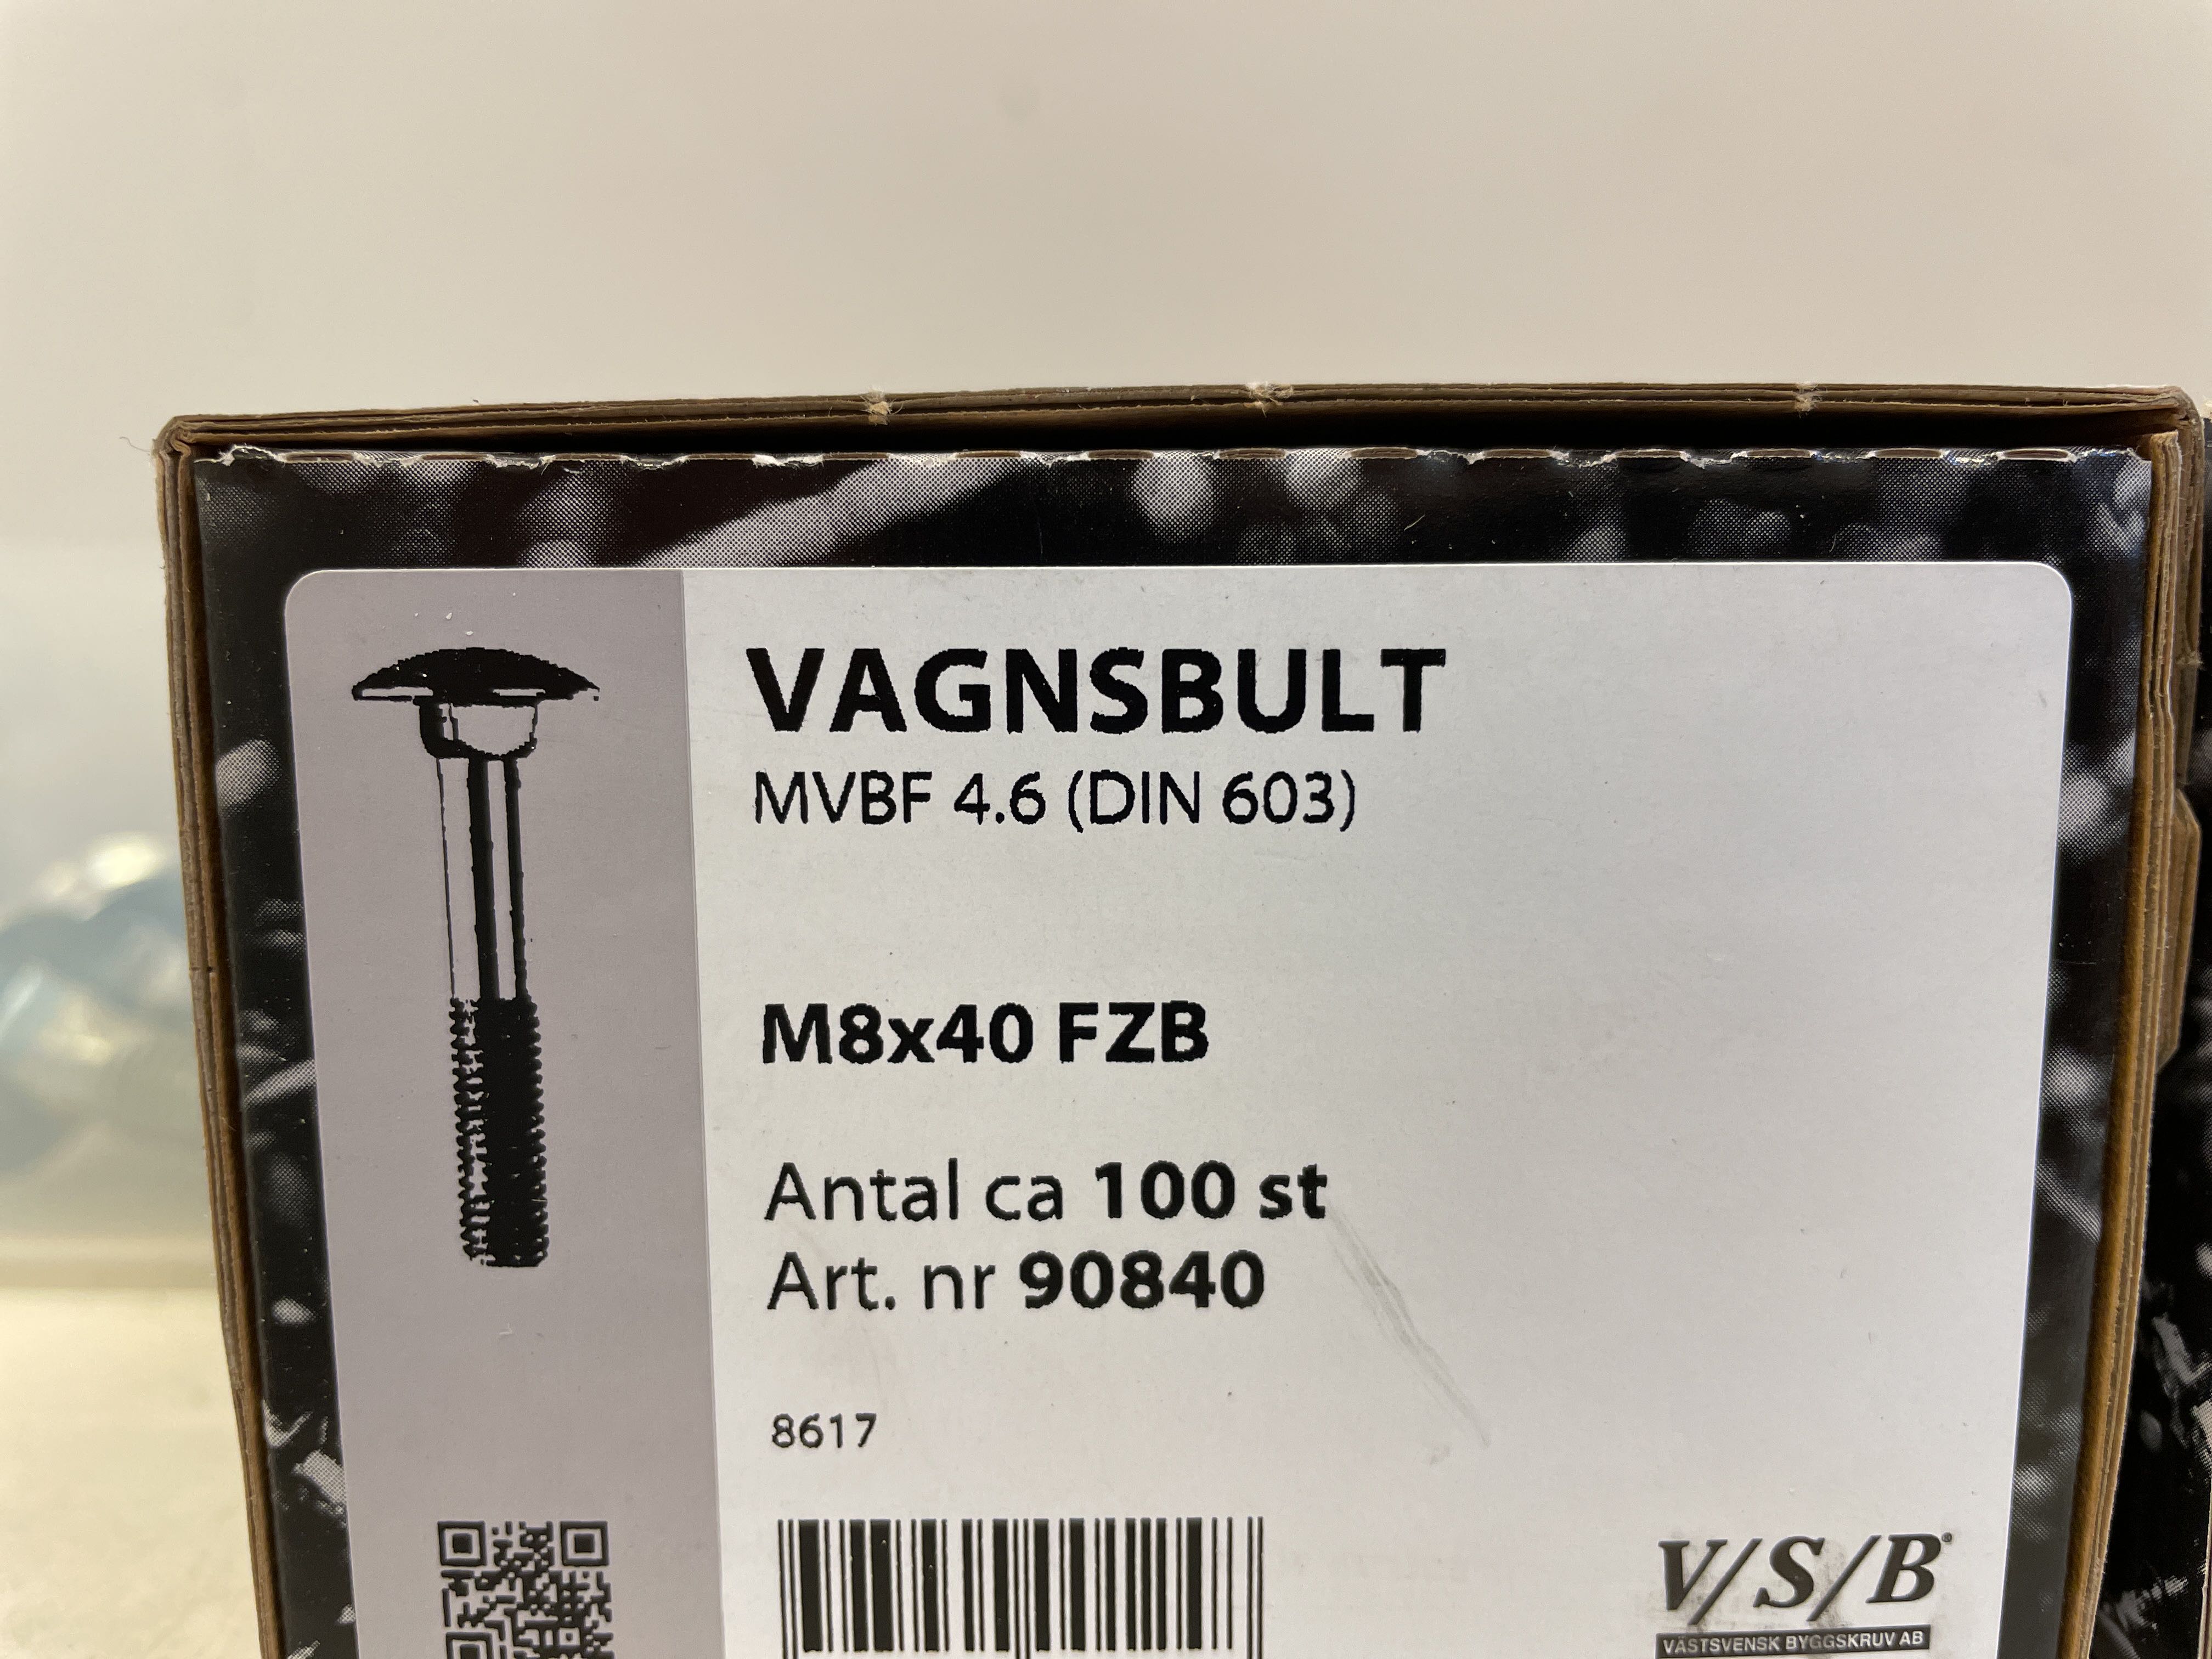 VAGNSBULT
MVBF 4.6 (DIN 603)
M8x40 FZB
Antal ca 100 st
Art. nr 90840
8617
V/S/B®
VÄSTSVENSK BYGGSKRUV AB